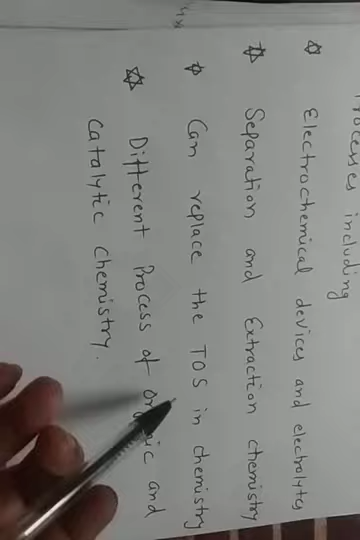 Processes including
Electrochemical devices and electrolytes
Separation and Extraction chemistry
Can replace the TOS in chemistry
Different Process of and
Catalytic Chemistry.